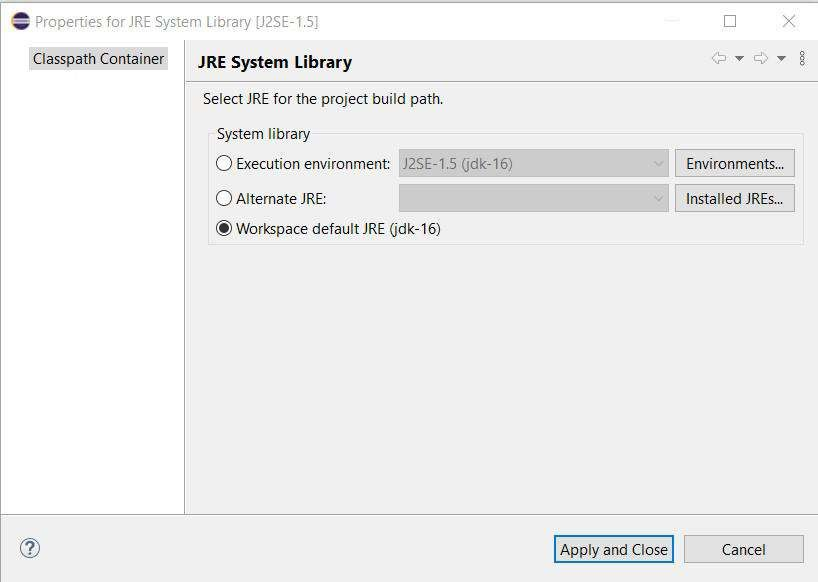 Properties for JRE System Library [J2SE-1.5]
Classpath Container
JRE System Library
Select JRE for the project build path.
System library
Execution environment: J2SE-1.5 (jdk-16) Environments...
Alternate JRE: Installed JREs...
Workspace default JRE (jdk-16)
? Apply and Close Cancel